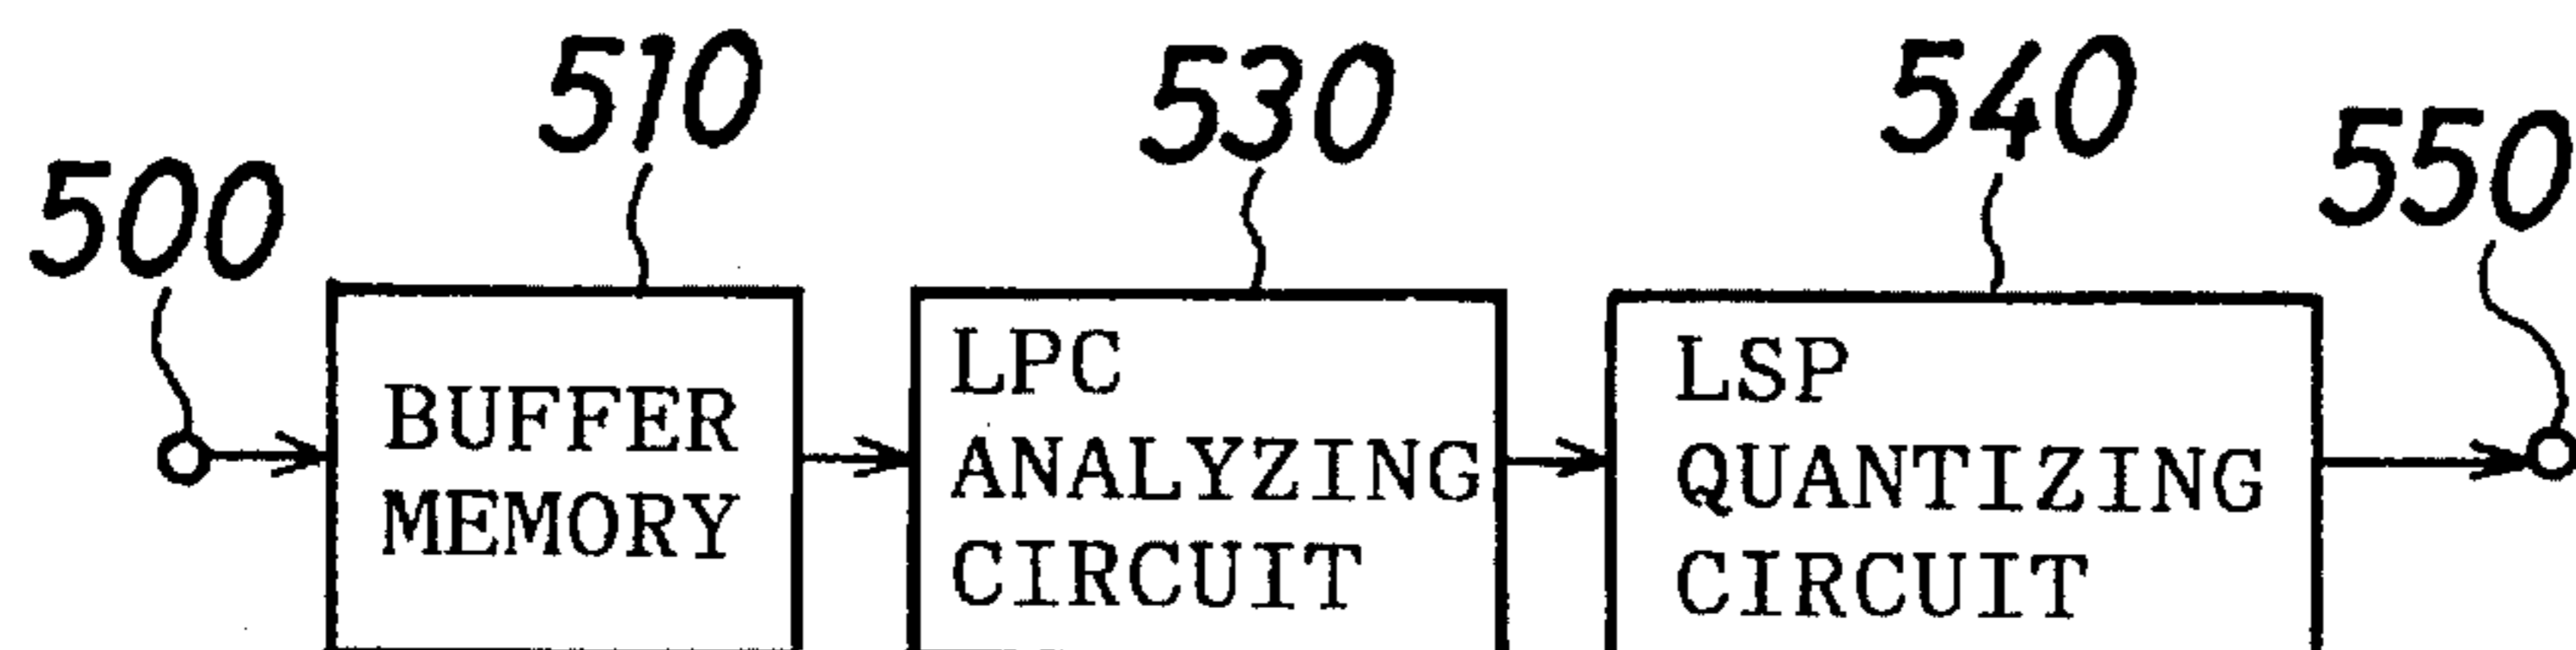 510
530
540
550
500
BUFFER
MEMORY
LPC
ANALYZING
CIRCUIT
LSP
QUANTIZING
CIRCUIT